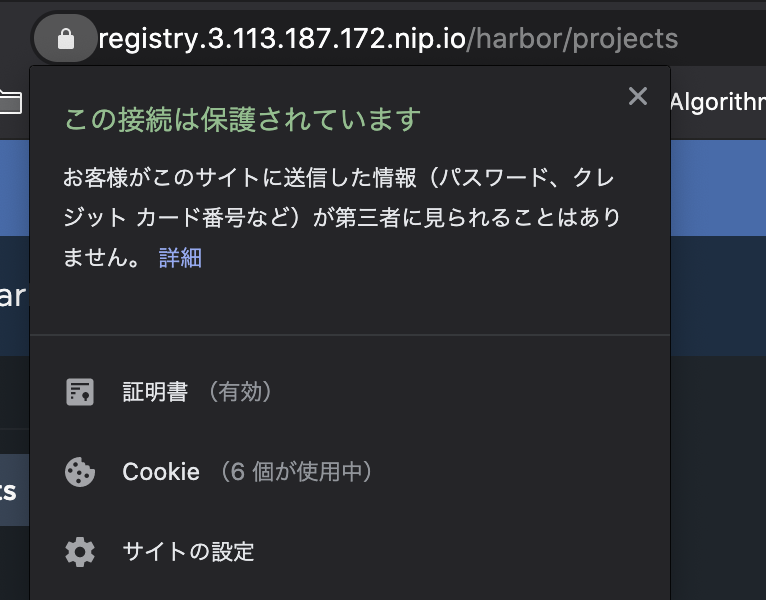 registry.3.113.187.172.nip.io/harbor/projects
Algorithm
この接続は保護されています
お客様がこのサイトに送信した情報（パスワード、クレ
ジット カード番号など）が第三者に見られることはあり
ません。 詳細
ar
証明書 （有効）
Cookie （6 個が使用中）
ts
サイトの設定